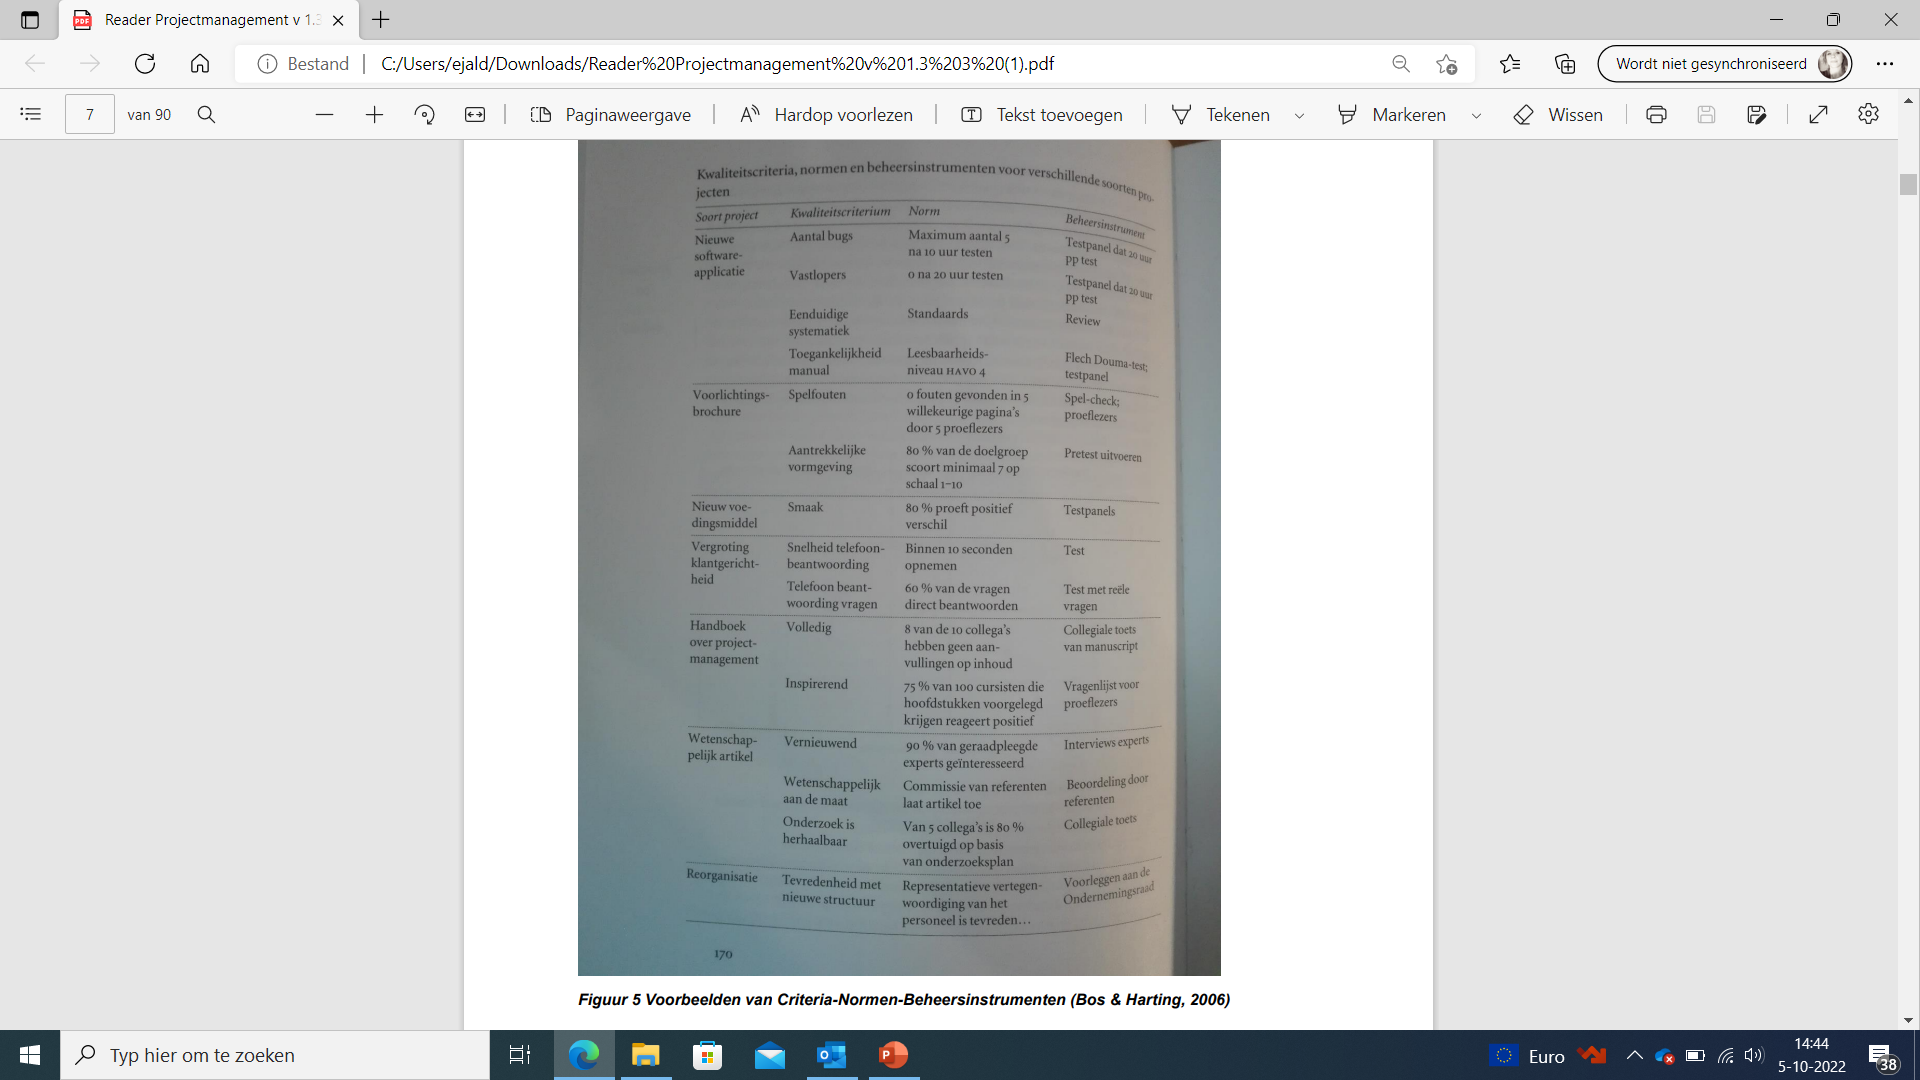 Reader Projectmanagement v 1.3
Bestand
C:/Users/ejald/Downloads/Reader%20Projectmanagement%20v%201.3%203%20(1).pdf
Wordt niet gesynchroniseerd
7
van 90
Paginaweergave
Hardop voorlezen
Tekst toevoegen
Tekenen
Markeren
Wissen
Kwaliteitscriteria, normen en beheersinstrumenten voor verschillende soorten pro-
jecten
Soort project Kwaliteitscriterium Norm Beheersinstrument
Nieuwe Aantal bugs Maximum aantal 5 Testpanel dat 20 uur
software- na 10 uur testen pp test
applicatie Vastlopers 0 na 20 uur testen Testpanel dat 20 uur
pp test
Eenduidige Standaards Review
systematiek
Toegankelijkheid Leesbaarheids- Flech Douma-test;
manual niveau HAVO 4 testpanel
Voorlichtings- Spelfouten 0 fouten gevonden in 5 Spel-check;
brochure willekeurige pagina's proeflezers
door 5 proeflezers
Aantrekkelijke 80 % van de doelgroep Pretest uitvoeren
vormgeving scoort minimaal 7 op
schaal 1–10
Nieuw voe- Smaak 80 % proeft positief Testpanels
dingsmiddel verschil
Vergroting Snelheid telefoon- Binnen 10 seconden Test
klantgericht- beantwoording opnemen
heid Telefoon beant- 60 % van de vragen Test met reële
woording vragen direct beantwoorden vragen
Handboek Volledig 8 van de 10 collega's Collegiale toets
over project- hebben geen aan- van manuscript
management vullingen op inhoud
Inspirerend 75 % van 100 cursisten die Vragenlijst voor
hoofdstukken voorgelegd proeflezers
krijgen reageert positief
Wetenschap- Vernieuwend 90 % van geraadpleegde Interviews experts
pelijk artikel experts geïnteresseerd
Wetenschappelijk Commissie van referenten Beoordeling door
aan de maat laat artikel toe referenten
Onderzoek is Van 5 collega's is 80 % Collegiale toets
herhaalbaar overtuigd op basis
van onderzoeksplan
Reorganisatie Tevredenheid met Representatieve vertegen- Voorleggen aan de
nieuwe structuur woordiging van het Ondernemingsraad
personeel is tevreden…
170
Figuur 5 Voorbeelden van Criteria-Normen-Beheersinstrumenten (Bos & Harting, 2006)
Typ hier om te zoeken
Euro
14:44
5-10-2022
38